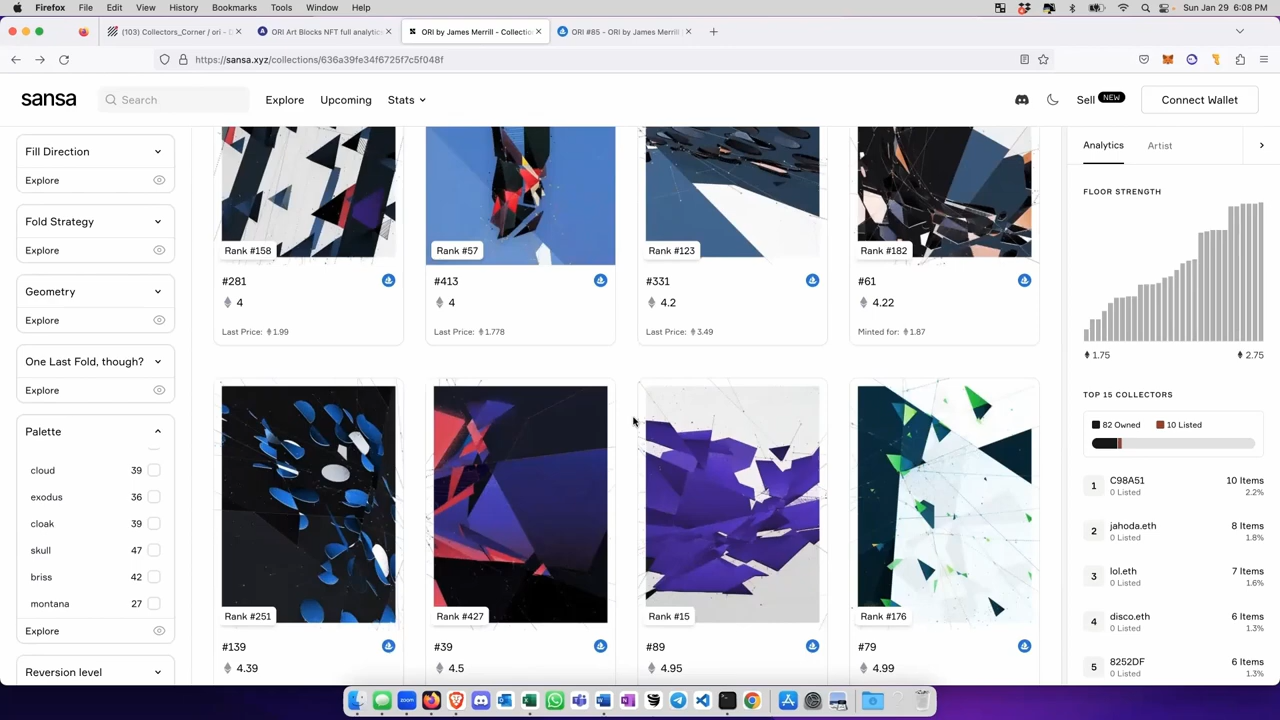 Firefox File Edit View History Bookmarks Tools Window Help Sun Jan 29 6:08 PM
(103) Collectors_Corner / ori - ORI Art Blocks NFT full analytics ORI by James Merrill - Collectio ORI #85 - ORI by James Merrill
https://sansa.xyz/collections/636a39fe34f6725f7c5f048f
sansa Search Explore Upcoming Stats Sell NEW Connect Wallet
Fill Direction
Explore
Fold Strategy
Explore
Geometry
Explore
One Last Fold, though?
Explore
Palette
cloud 39
exodus 36
cloak 39
skull 47
briss 42
montana 27
Explore
Reversion level
Rank #158
#281
4
Last Price: 1.99
Rank #57
#413
4
Last Price: 1.778
Rank #123
#331
4.2
Last Price: 3.49
Rank #182
#61
4.22
Minted for: 1.87
Rank #251
#139
4.39
Rank #427
#39
4.5
Rank #15
#89
4.95
Rank #176
#79
4.99
Analytics Artist
FLOOR STRENGTH
1.75 2.75
TOP 15 COLLECTORS
82 Owned 10 Listed
1 C98A51 10 Items
0 Listed 2.2%
2 jahoda.eth 8 Items
0 Listed 1.8%
3 lol.eth 7 Items
0 Listed 1.6%
4 disco.eth 6 Items
0 Listed 1.3%
5 8252DF 6 Items
0 Listed 1.3%
zoom